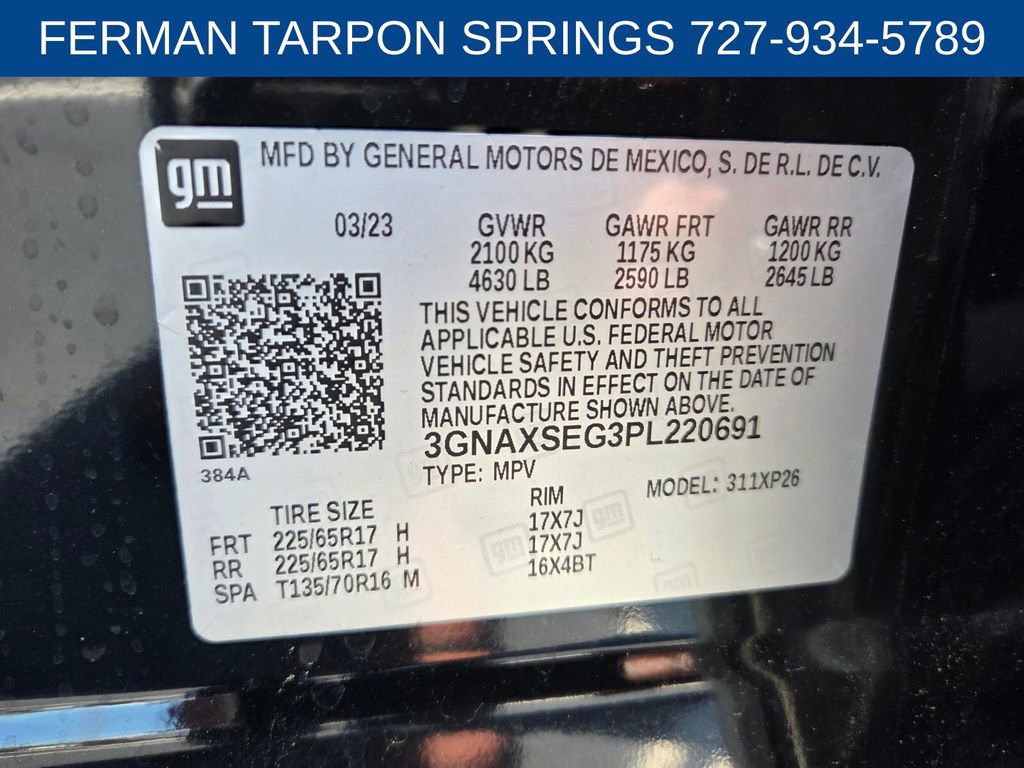 FERMAN TARPON SPRINGS 727-934-5789
gm MFD BY GENERAL MOTORS DE MEXICO, S. DE R.L. DE C.V.
03/23 GVWR GAWR FRT GAWR RR
2100 KG 1175 KG 1200 KG
4630 LB 2590 LB 2645 LB
THIS VEHICLE CONFORMS TO ALL
APPLICABLE U.S. FEDERAL MOTOR
VEHICLE SAFETY AND THEFT PREVENTION
STANDARDS IN EFFECT ON THE DATE OF
MANUFACTURE SHOWN ABOVE.
3GNAXSEG3PL220691
384A
TYPE: MPV MODEL: 311XP26
TIRE SIZE RIM
FRT 225/65R17 H 17X7J
RR 225/65R17 H 17X7J
SPA T135/70R16 M 16X4BT
gm
gm
gm